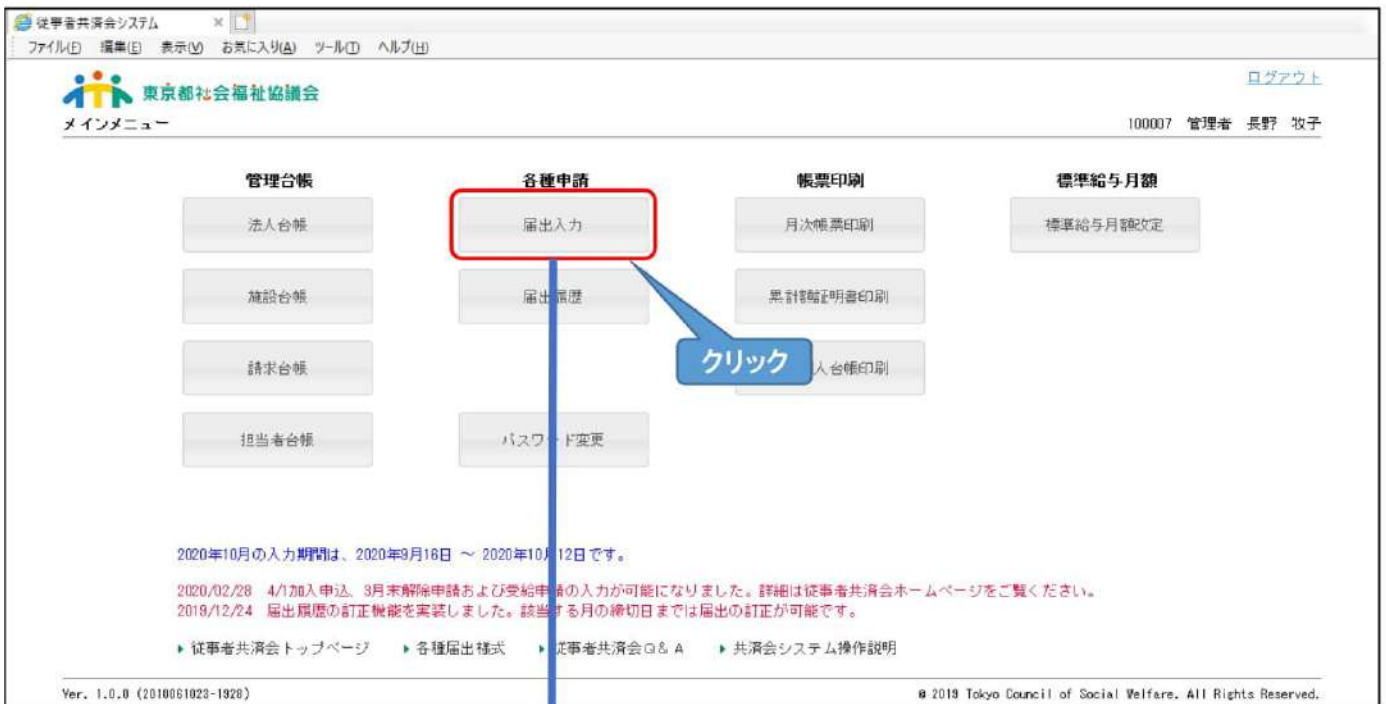 従事者共済会システム ×
ファイル(F) 編集(E) 表示(V) お気に入り(A) ツール(T) ヘルプ(H)
ログアウト
東京都社会福祉協議会
メインメニュー
100007 管理者 長野 牧子
管理台帳 各種申請 帳票印刷 標準給与月額
法人台帳 届出入力 月次帳票印刷 標準給与月額改定
施設台帳 届出履歴 累計額証明書印刷
請求台帳 クリック 人台帳印刷
担当者台帳 パスワード変更
2020年10月の入力期間は、2020年9月16日 ～ 2020年10月12日です。
2020/02/28 4/1加入申込、3月末解除申請および受給申請の入力が可能になりました。詳細は従事者共済会ホームページをご覧ください。
2019/12/24 届出履歴の訂正機能を実装しました。該当する月の締切日までは届出の訂正が可能です。
従事者共済会トップページ 各種届出様式 従事者共済会Q&A 共済会システム操作説明
Ver. 1.0.0 (2018061023-1928) © 2019 Tokyo Council of Social Welfare. All Rights Reserved.